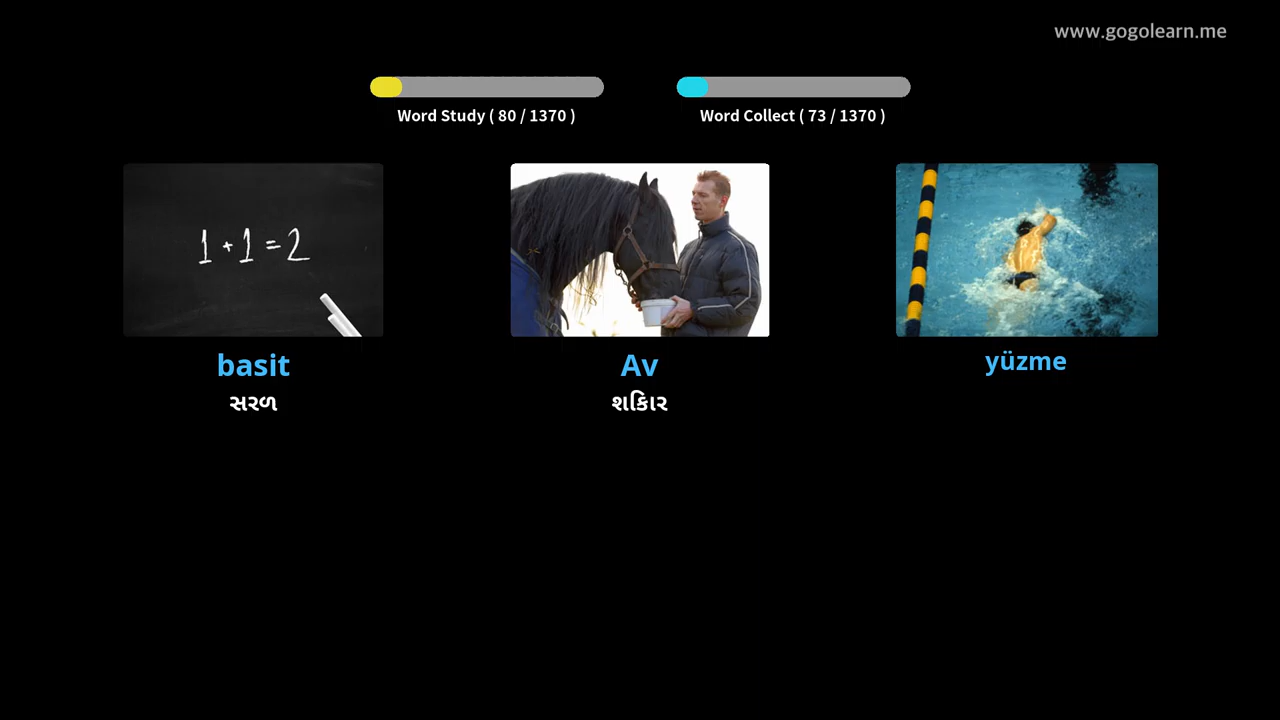 www.gogolearn.me
Word Study ( 80 / 1370 )
Word Collect ( 73 / 1370 )
1 + 1 = 2
basit
Av
yüzme
સરળ
શિકાર